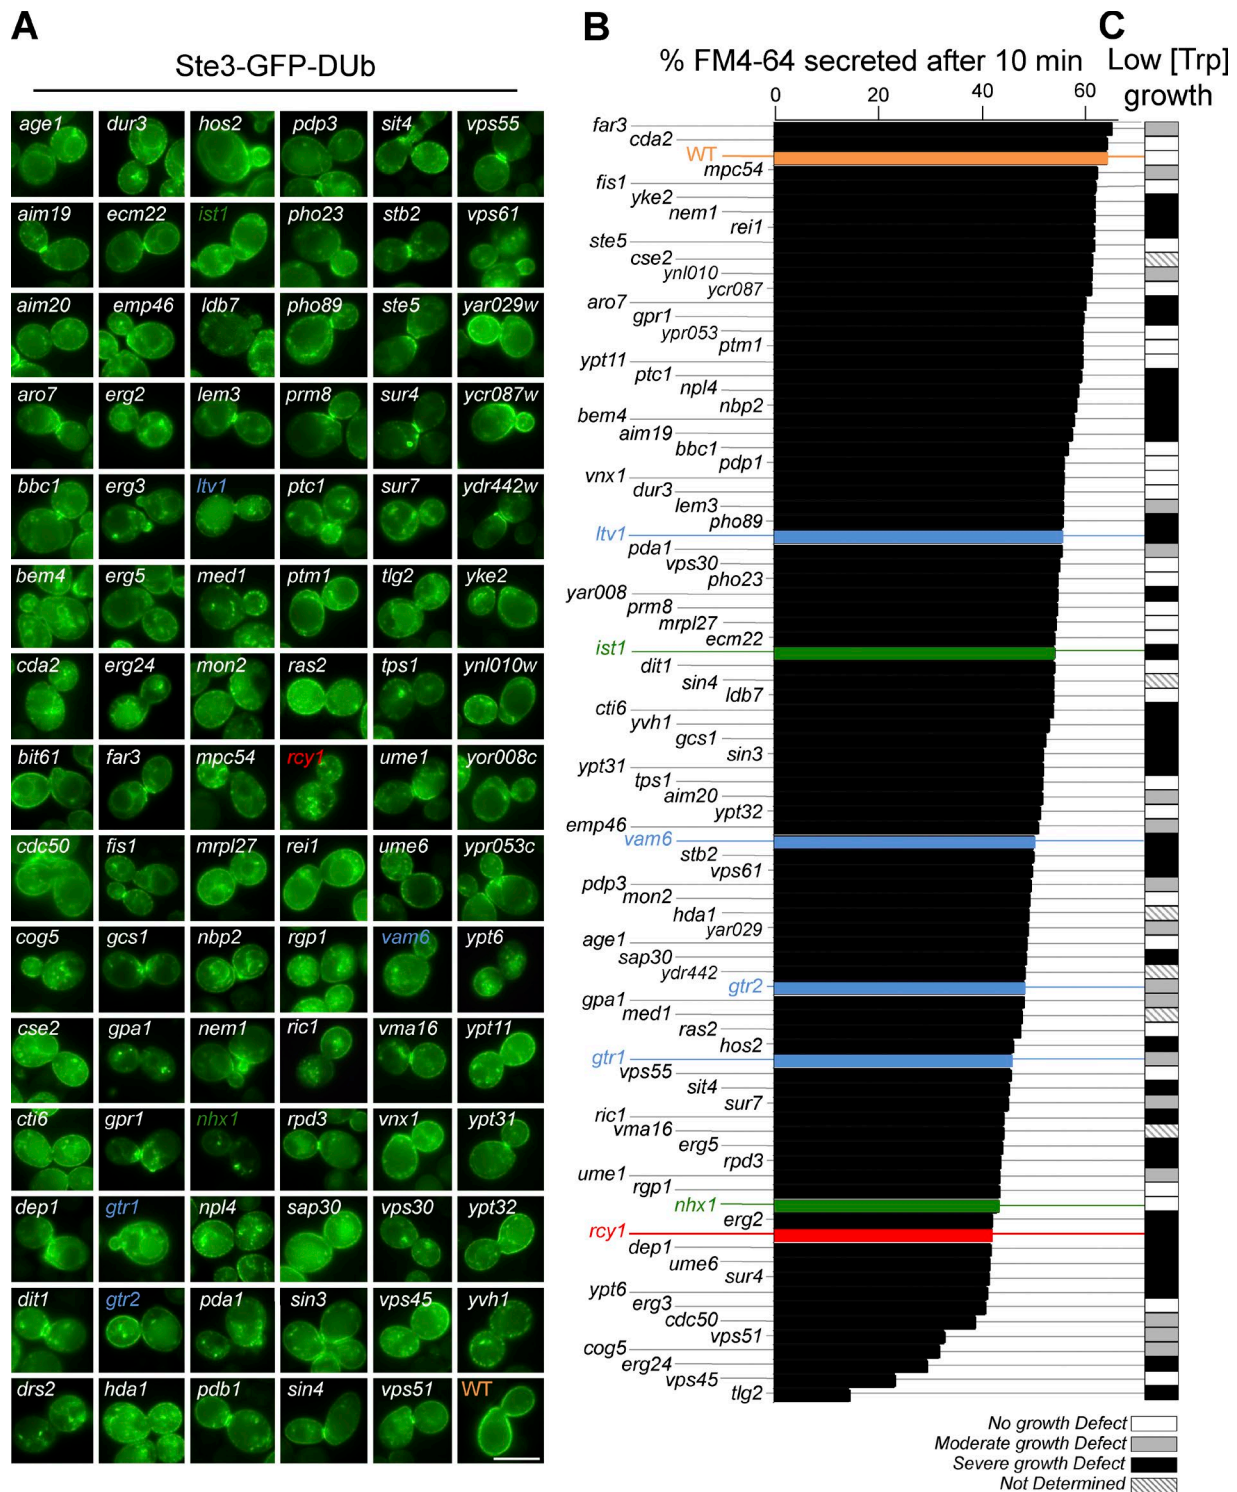 A
B
C
Ste3-GFP-DUb
% FM4-64 secreted after 10 min
Low [Trp]
growth
0 20 40 60
age1 dur3 hos2 pdp3 sit4 vps55
aim19 ecm22 ist1 pho23 stb2 vps61
aim20 emp46 ldb7 pho89 ste5 yar029w
aro7 erg2 lem3 prm8 sur4 ycr087w
bbc1 erg3 ltv1 ptc1 sur7 ydr442w
bem4 erg5 med1 ptm1 tlg2 yke2
cda2 erg24 mon2 ras2 tps1 ynl010w
bit61 far3 mpc54 rcy1 ume1 yor008c
cdc50 fis1 mrpl27 rei1 ume6 ypr053c
cog5 gcs1 nbp2 rgp1 vam6 ypt6
cse2 gpa1 nem1 ric1 vma16 ypt11
cti6 gpr1 nhx1 rpd3 vnx1 ypt31
dep1 gtr1 npl4 sap30 vps30 ypt32
dit1 gtr2 pda1 sin3 vps45 yvh1
drs2 hda1 pdb1 sin4 vps51 WT
far3
cda2
WT
mpc54
fis1
yke2
nem1
rei1
ste5
cse2
ynl010
ycr087
aro7
gpr1
ypr053
ptm1
ypt11
ptc1
npl4
nbp2
bem4
aim19
bbc1
pdp1
vnx1
dur3
lem3
pho89
ltv1
pda1
vps30
pho23
yar008
prm8
mrpl27
ecm22
ist1
dit1
sin4
ldb7
cti6
yvh1
gcs1
sin3
ypt31
tps1
aim20
ypt32
emp46
vam6
stb2
vps61
pdp3
mon2
hda1
yar029
age1
sap30
ydr442
gtr2
gpa1
med1
ras2
hos2
gtr1
vps55
sit4
sur7
ric1
vma16
erg5
rpd3
ume1
rgp1
nhx1
erg2
rcy1
dep1
ume6
sur4
ypt6
erg3
cdc50
vps51
cog5
erg24
vps45
tlg2
No growth Defect
Moderate growth Defect
Severe growth Defect
Not Determined